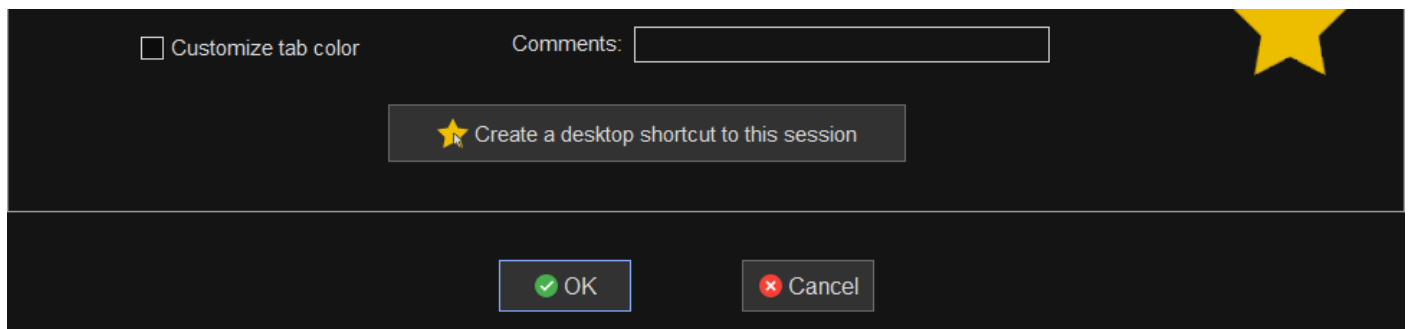 Customize tab color
Comments:
Create a desktop shortcut to this session
OK
Cancel